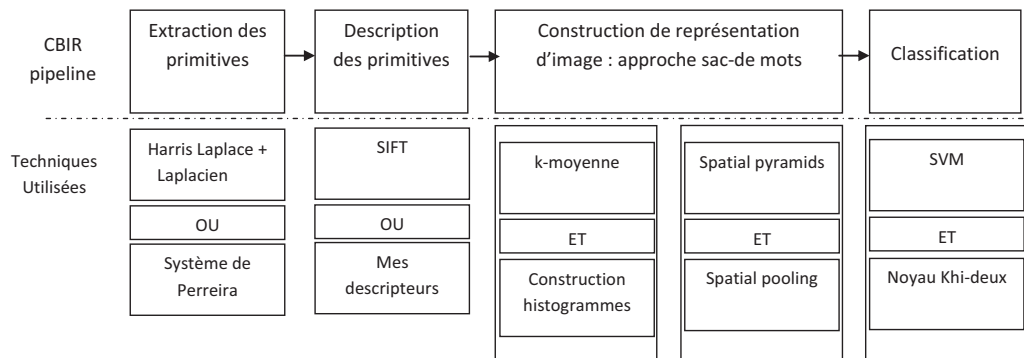 CBIR
pipeline
Extraction des
primitives
Description
des primitives
Construction de représentation
d'image : approche sac-de mots
Classification
Techniques
Utilisées
Harris Laplace +
Laplacien
OU
Système de
Perreira
SIFT
OU
Mes
descripteurs
k-moyenne
ET
Construction
histogrammes
Spatial pyramids
ET
Spatial pooling
SVM
ET
Noyau Khi-deux